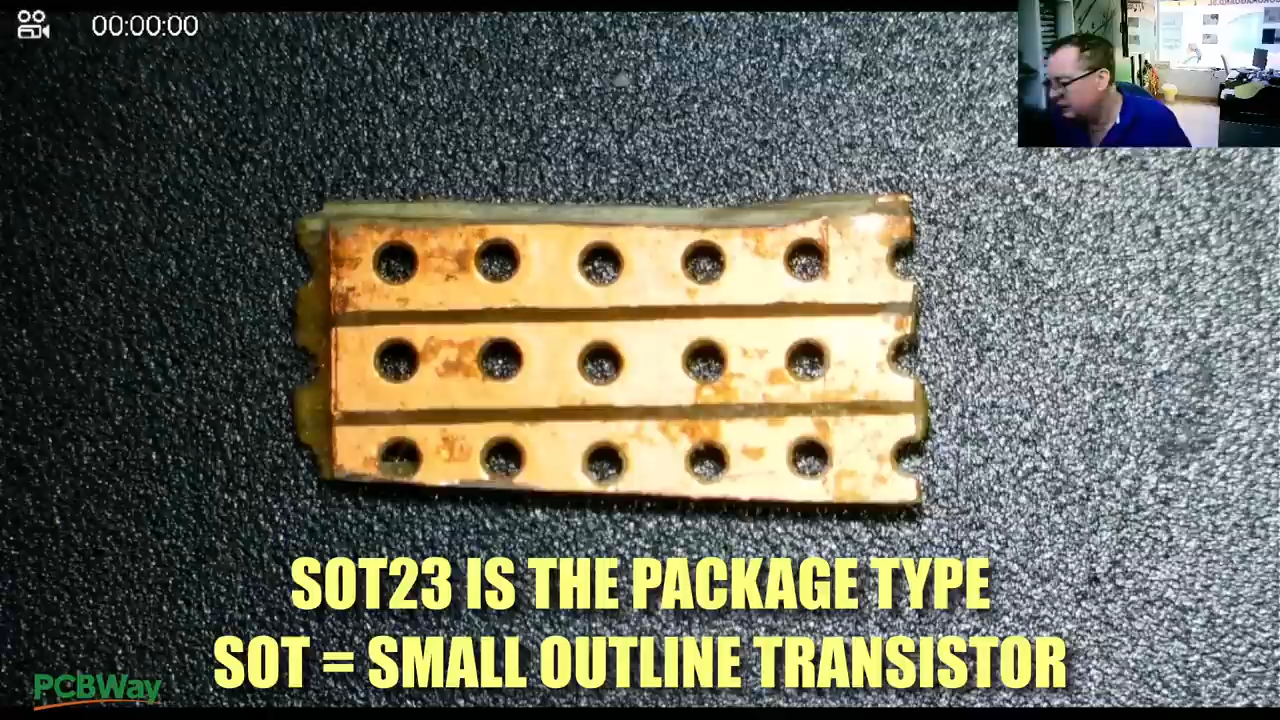 00:00:00
SOT23 IS THE PACKAGE TYPE
SOT = SMALL OUTLINE TRANSISTOR
PCBWay